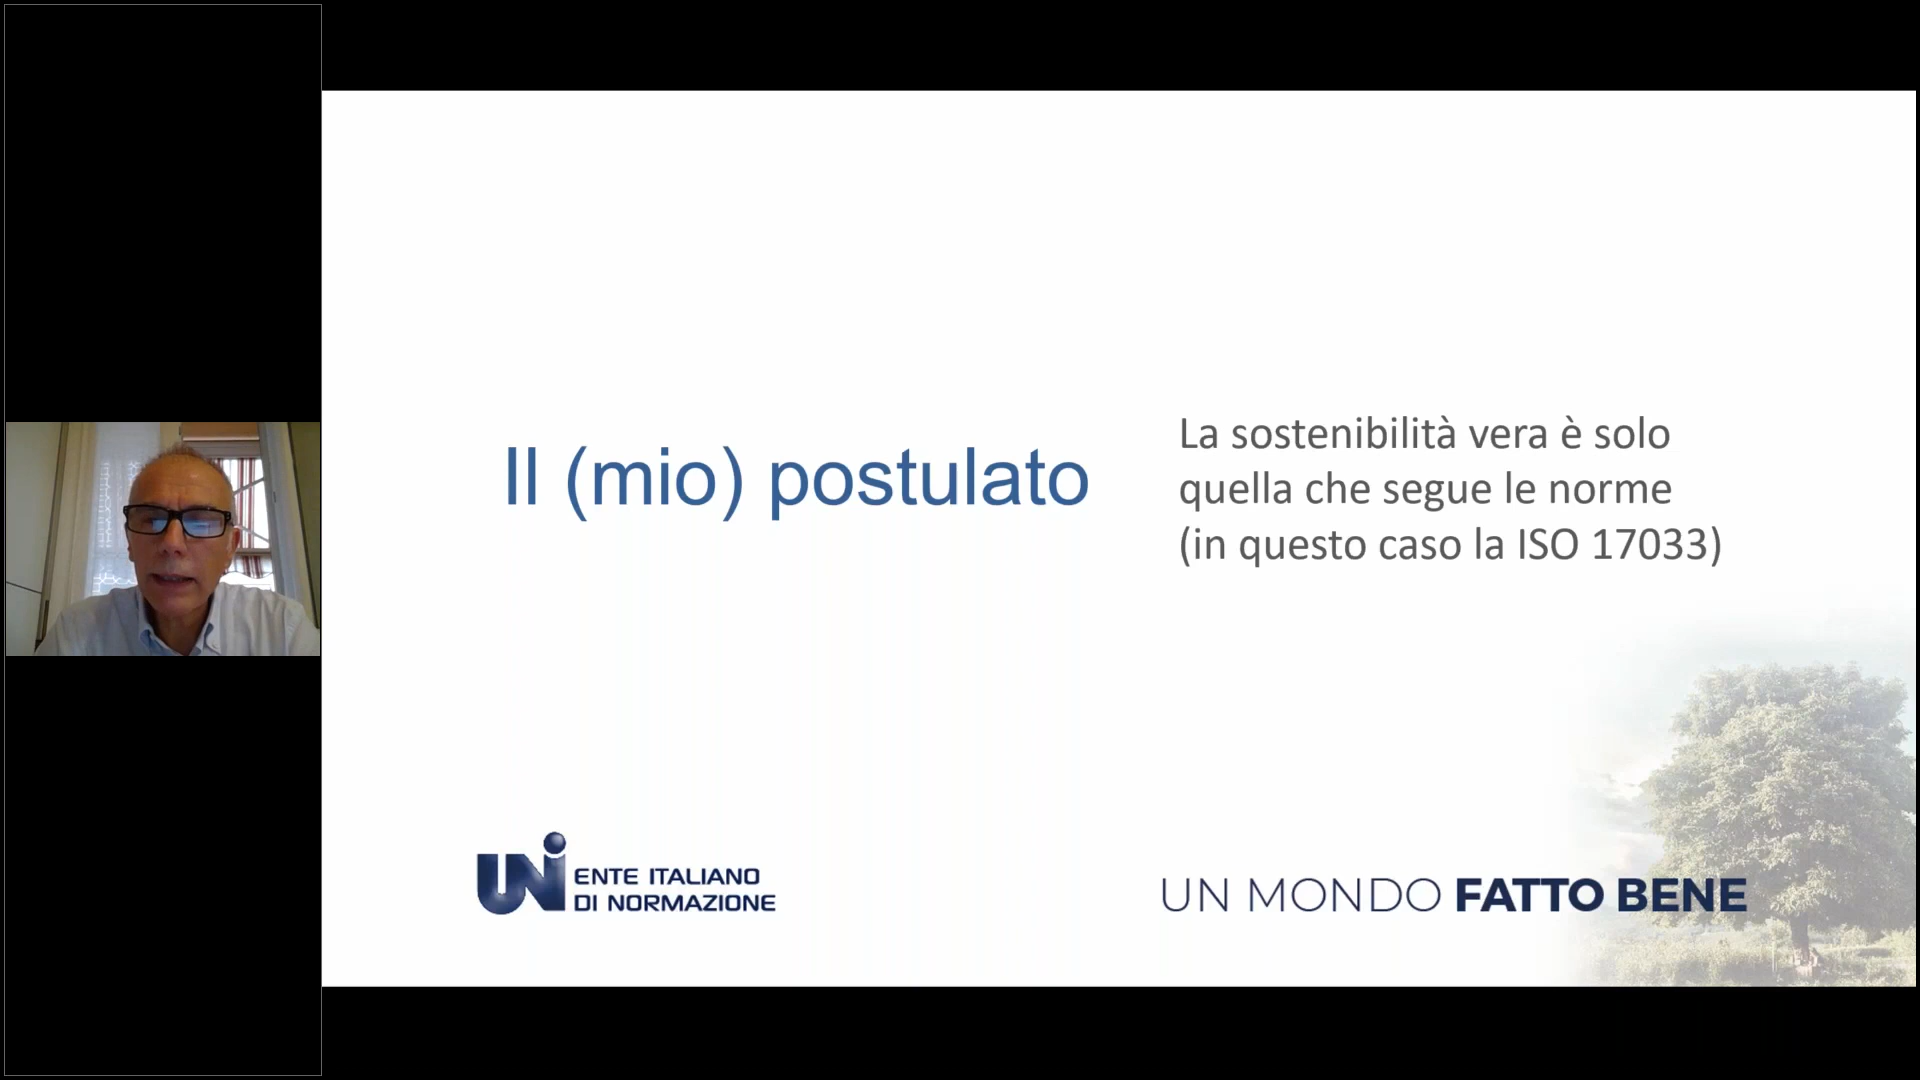 Il (mio) postulato
La sostenibilità vera è solo
quella che segue le norme
(in questo caso la ISO 17033)
UNI ENTE ITALIANO
DI NORMAZIONE
UN MONDO FATTO BENE